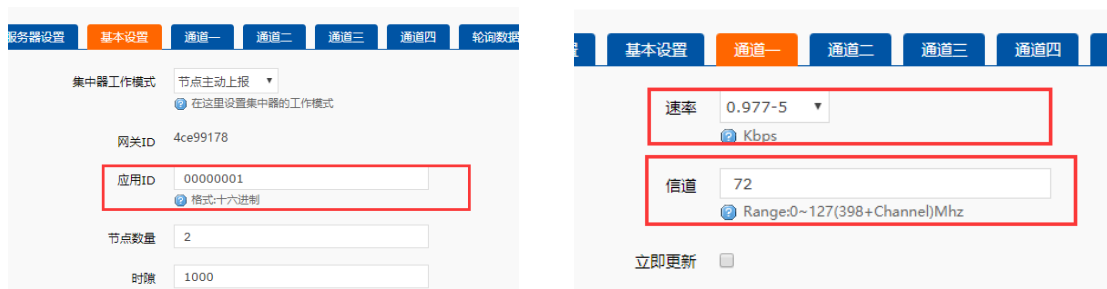 服务器设置 基本设置 通道一 通道二 通道三 通道四 轮询数据
集中器工作模式 节点主动上报
在这里设置集中器的工作模式
网关ID 4ce99178
应用ID 00000001
格式:十六进制
节点数量 2
时隙 1000
基本设置 通道一 通道二 通道三 通道四
速率 0.977-5
Kbps
信道 72
Range:0~127(398+Channel)Mhz
立即更新